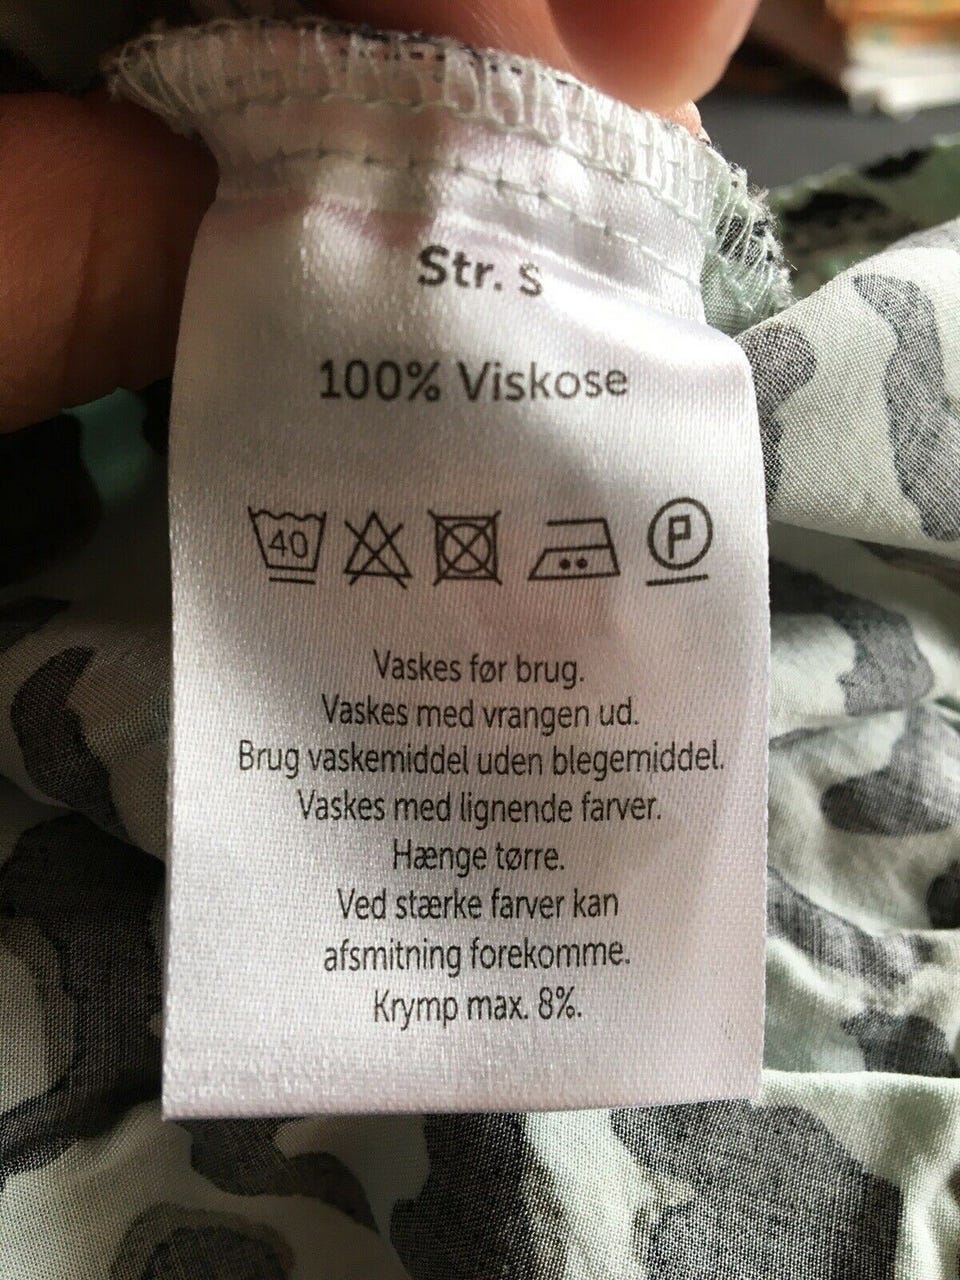 Str. S
100% Viskose
40 P
Vaskes før brug.
Vaskes med vrangen ud.
Brug vaskemiddel uden blegemiddel.
Vaskes med lignende farver.
Hænge tørre.
Ved stærke farver kan
afsmitning forekomme.
Krymp max. 8%.